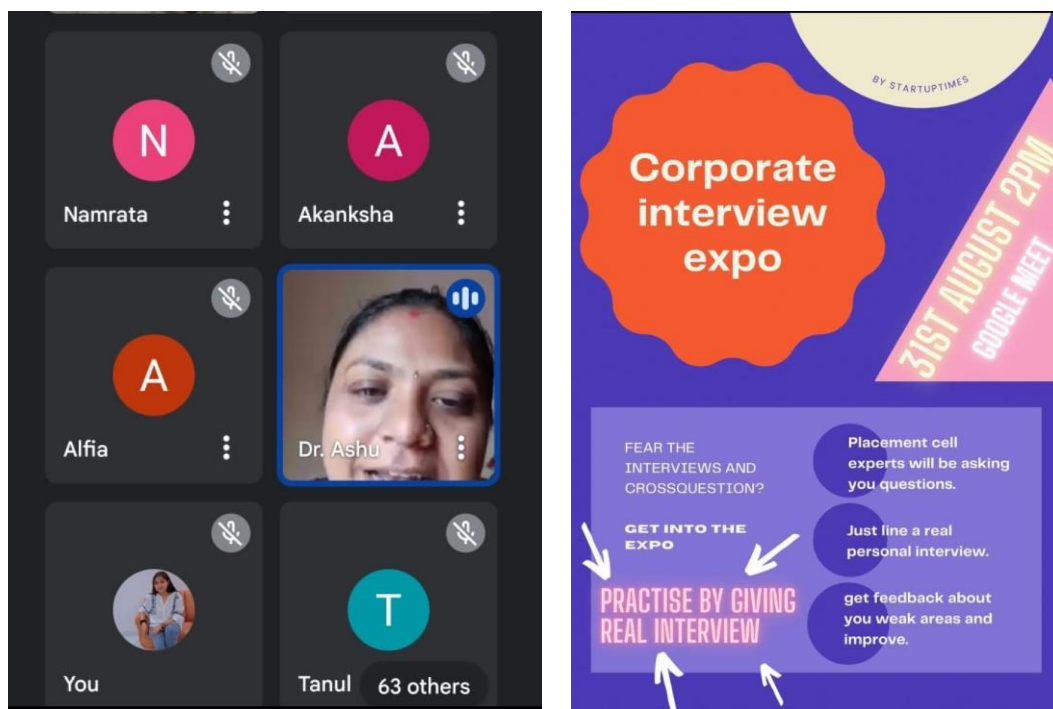 N
A
Namrata
Akanksha
A
Alfia
Dr. Ashu
T
You
Tanul
63 others
BY STARTUPTIMES
Corporate
interview
expo
31ST AUGUST 2PM
GOOGLE MEET
FEAR THE
INTERVIEWS AND
CROSSQUESTION?
GET INTO THE
EXPO
PRACTISE BY GIVING
REAL INTERVIEW
Placement cell
experts will be asking
you questions.
Just line a real
personal interview.
get feedback about
you weak areas and
improve.